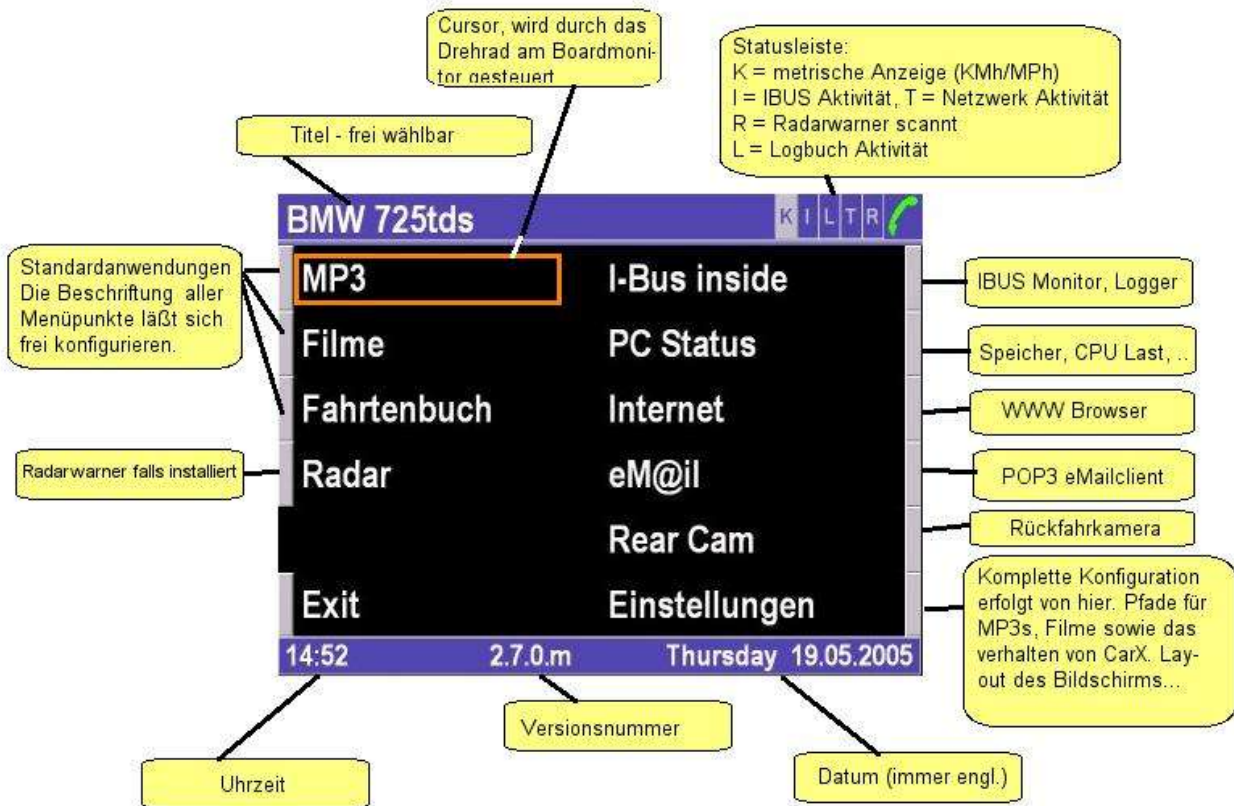 Cursor, wird durch das
Drehrad am Boardmoni-
tor gesteuert
Statusleiste:
K = metrische Anzeige (KMh/MPh)
I = IBUS Aktivität, T = Netzwerk Aktivität
R = Radarwarner scannt
L = Logbuch Aktivität
Titel - frei wählbar
BMW 725tds
K I L T R
Standardanwendungen
Die Beschriftung aller
Menüpunkte läßt sich
frei konfigurieren.
MP3
I-Bus inside
IBUS Monitor, Logger
Filme
PC Status
Speicher, CPU Last, ..
Fahrtenbuch
Internet
WWW Browser
Radarwarner falls installiert
Radar
eM@il
POP3 eMailclient
Rear Cam
Rückfahrkamera
Exit
Einstellungen
Komplette Konfiguration
erfolgt von hier. Pfade für
MP3s, Filme sowie das
verhalten von CarX. Lay-
out des Bildschirms...
14:52
2.7.0.m
Thursday 19.05.2005
Versionsnummer
Uhrzeit
Datum (immer engl.)